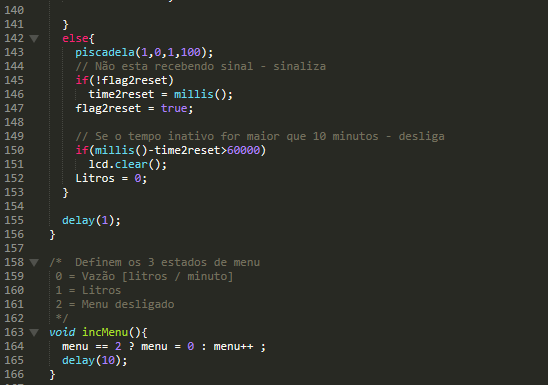 140
141 }
142 else{
143 piscadela(1,0,1,100);
144 // Não esta recebendo sinal - sinaliza
145 if(!flag2reset)
146 time2reset = millis();
147 flag2reset = true;
148
149 // Se o tempo inativo for maior que 10 minutos - desliga
150 if(millis()-time2reset>60000)
151 lcd.clear();
152 Litros = 0;
153 }
154
155 delay(1);
156 }
157
158 /* Definem os 3 estados de menu
159 0 = Vazão [litros / minuto]
160 1 = Litros
161 2 = Menu desligado
162 */
163 void incMenu(){
164 menu == 2 ? menu = 0 : menu++ ;
165 delay(10);
166 }